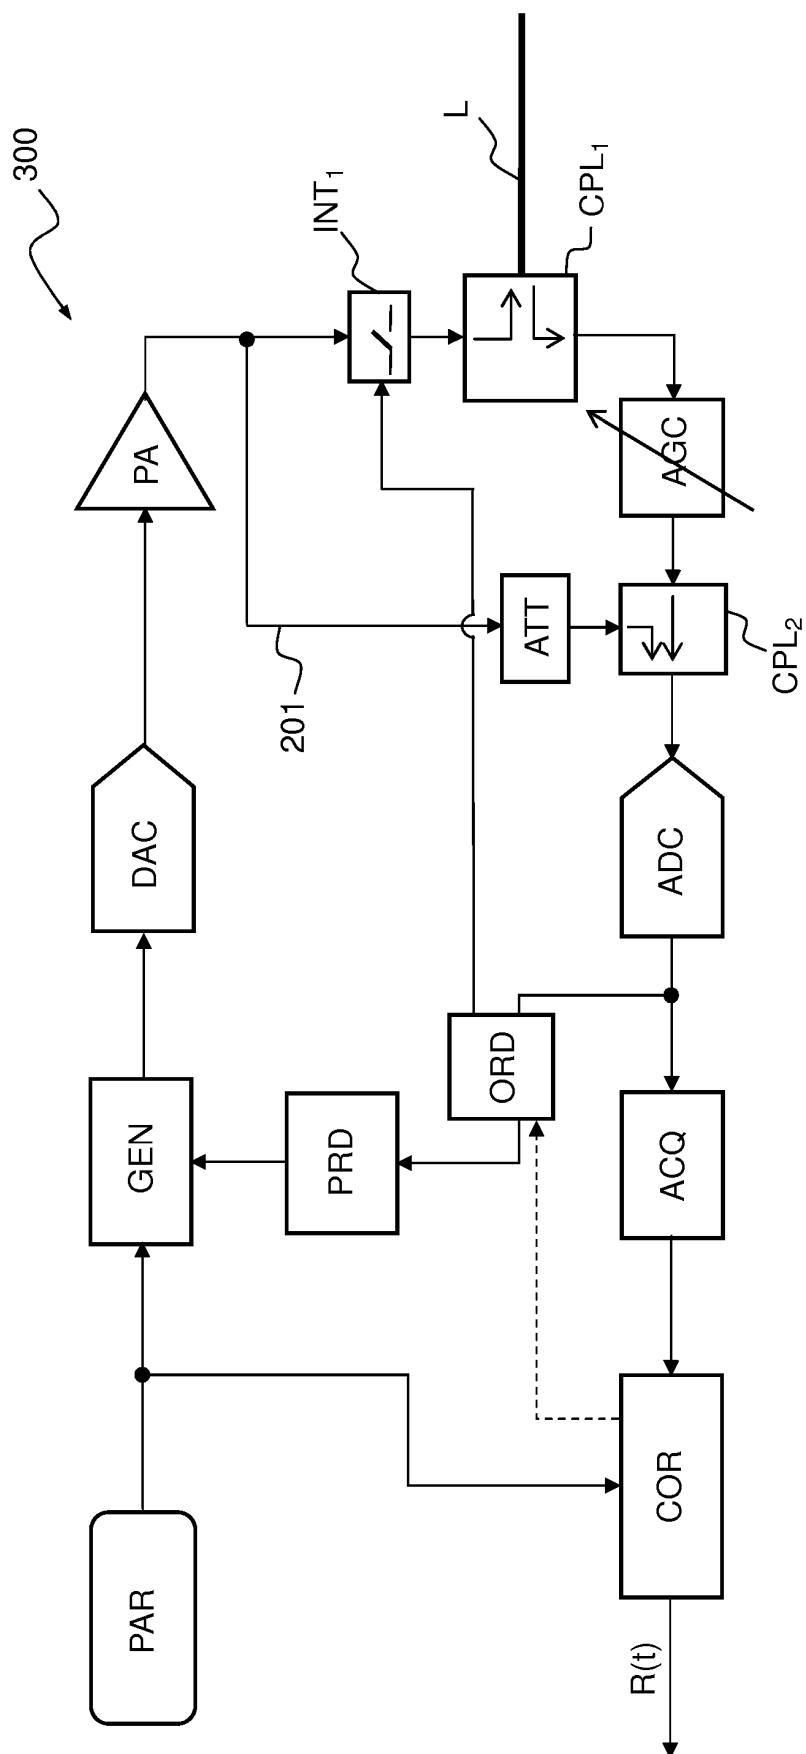 300
PAR
GEN
DAC
PA
INT1
L
CPL1
201
PRD
ORD
ATT
AGC
CPL2
ADC
ACQ
COR
R(t)